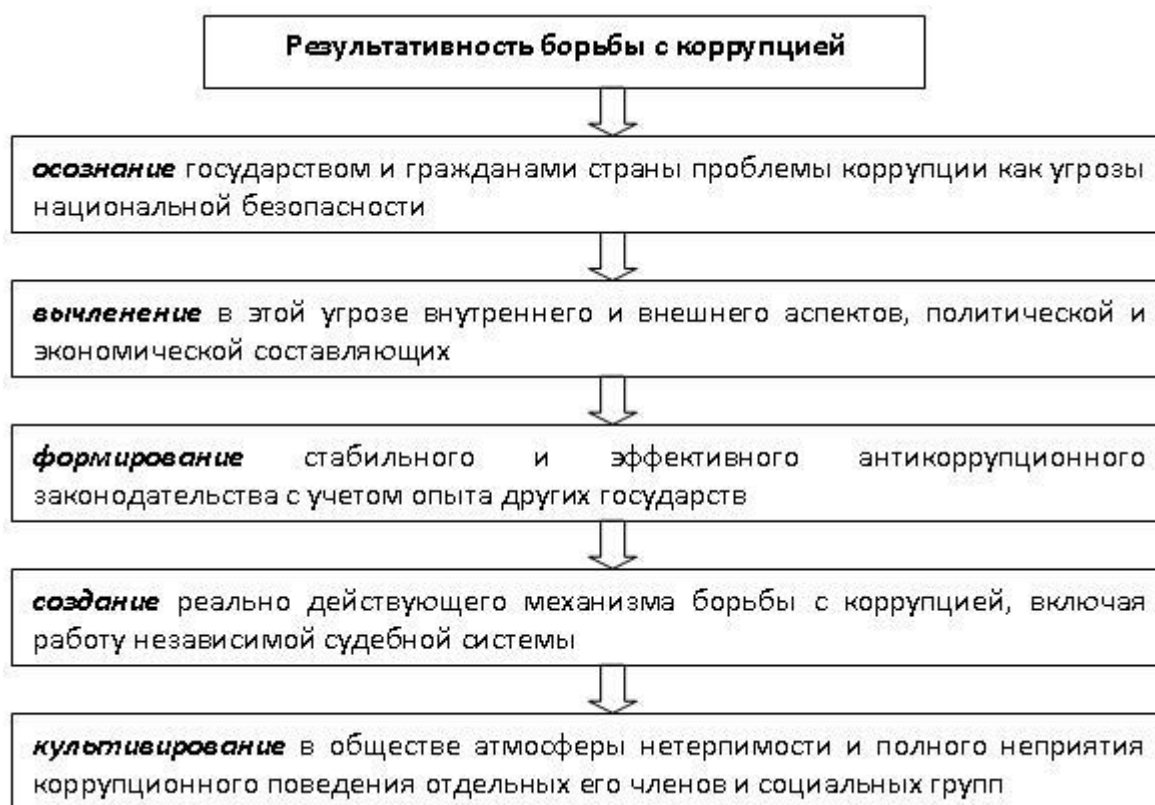 Результативность борьбы с коррупцией
осознание государством и гражданами страны проблемы коррупции как угрозы
национальной безопасности
вычленение в этой угрозе внутреннего и внешнего аспектов, политической и
экономической составляющих
формирование стабильного и эффективного антикоррупционного
законодательства с учетом опыта других государств
создание реально действующего механизма борьбы с коррупцией, включая
работу независимой судебной системы
культивирование в обществе атмосферы нетерпимости и полного неприятия
коррупционного поведения отдельных его членов и социальных групп